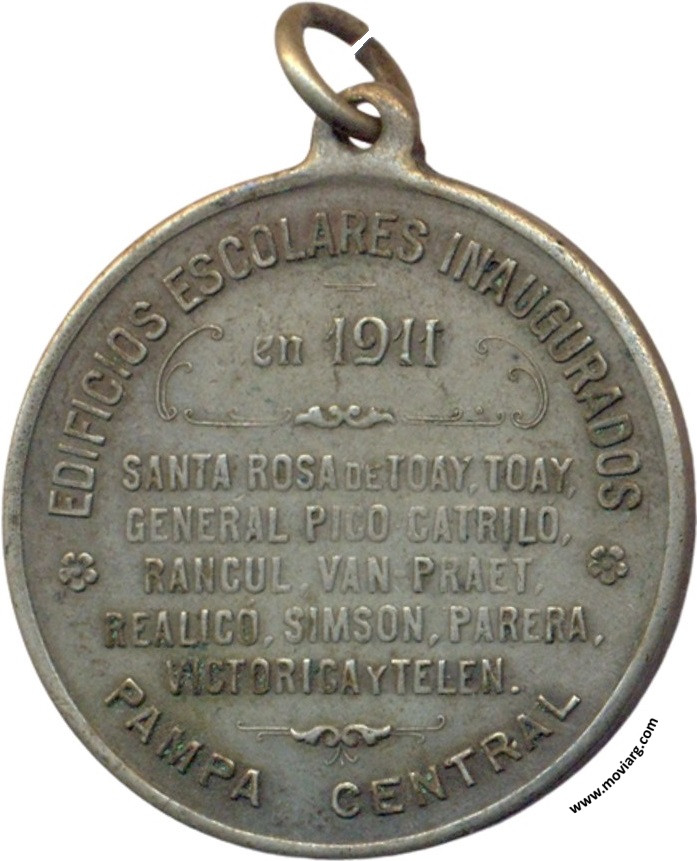 EDIFICIOS ESCOLARES INAUGURADOS
en 1911
SANTA ROSA DE TOAY, TOAY,
GENERAL PICO CATRILO,
RANCUL, VAN-PRAET,
REALICÓ, SIMSON, PARERA,
VICTORICA Y TELEN.
PAMPA CENTRAL
www.moviarg.com